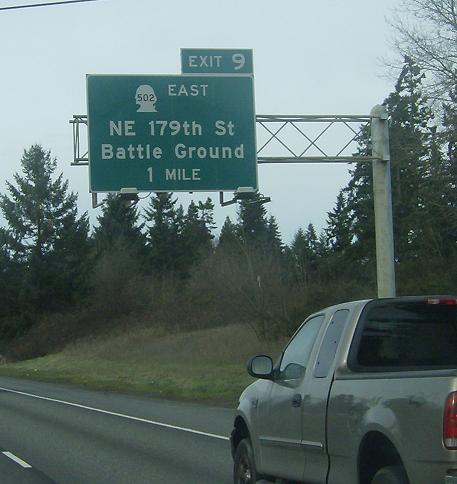 EXIT 9
502 EAST
NE 179th St
Battle Ground
1 MILE